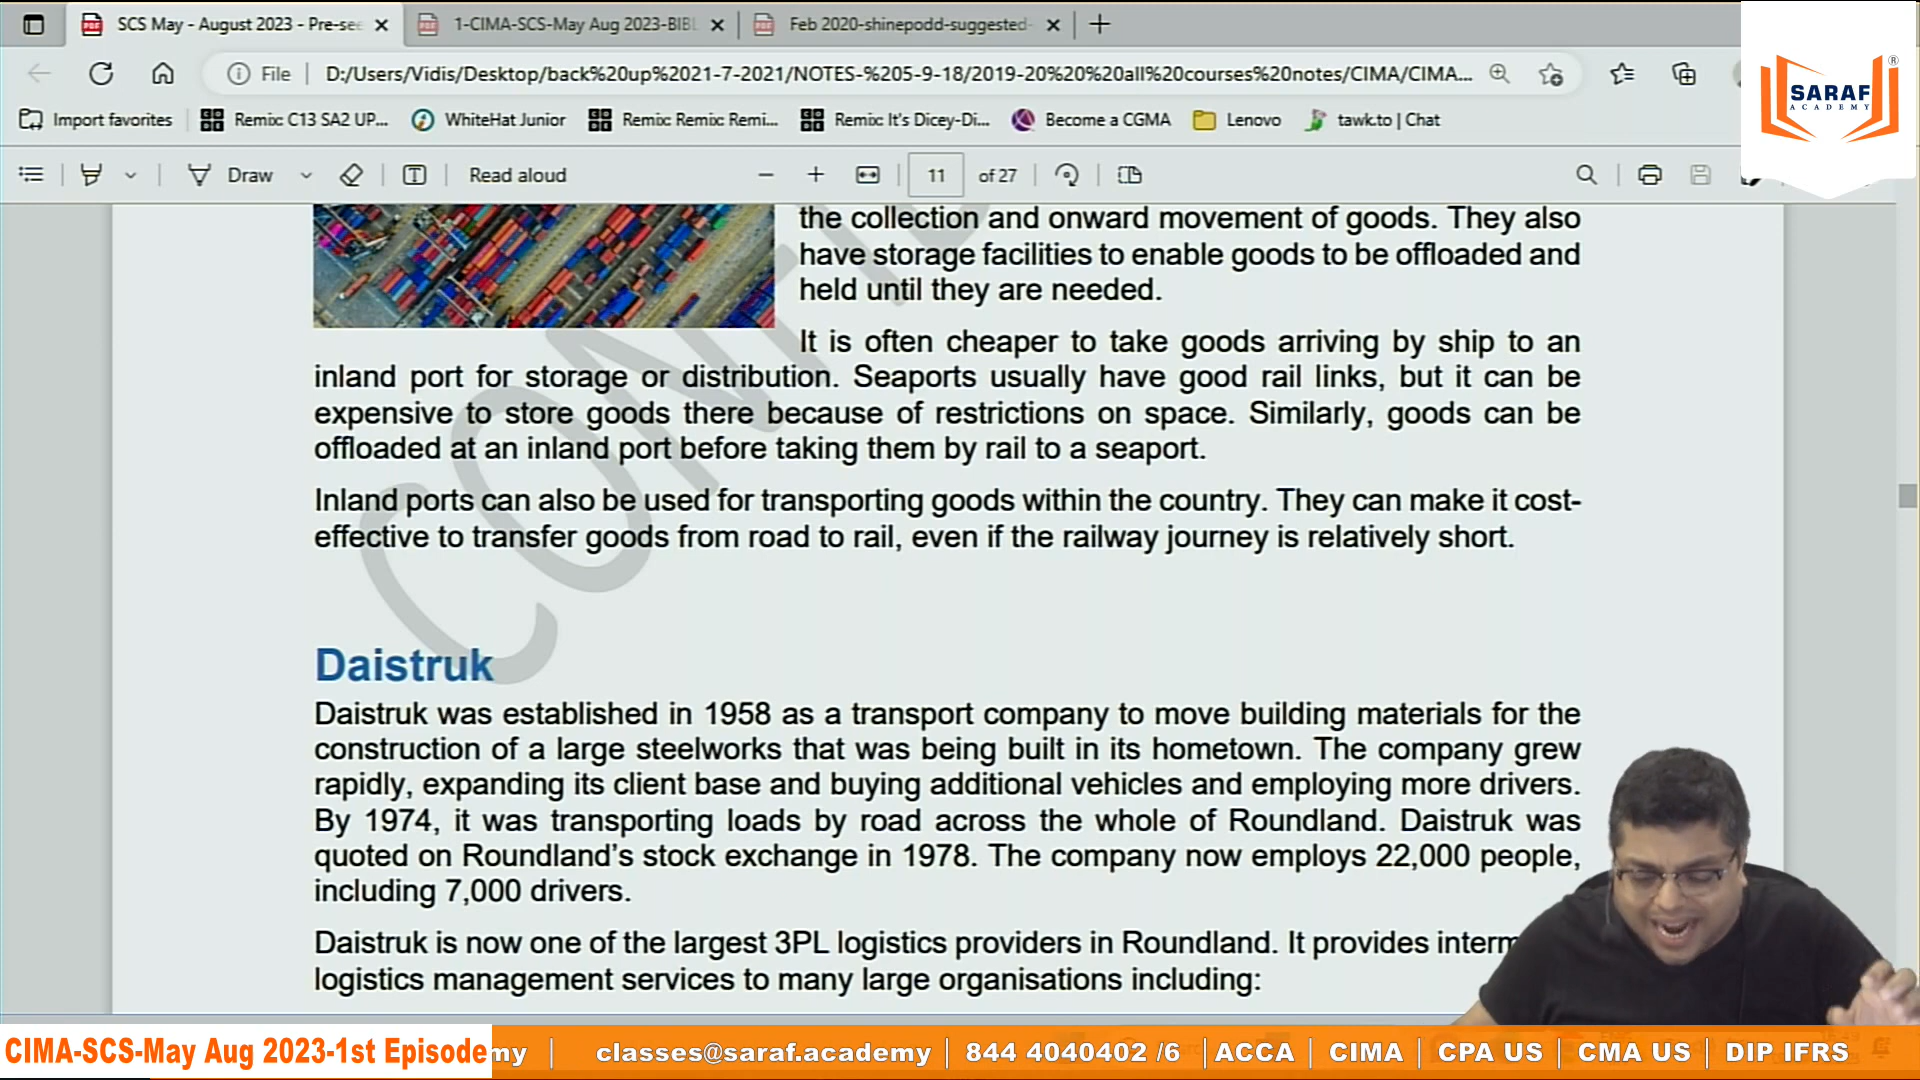 SCS May - August 2023 - Pre-see
1-CIMA-SCS-May Aug 2023-BIBL
Feb 2020-shinepodd-suggested-
File
D:/Users/Vidis/Desktop/back%20up%2021-7-2021/NOTES-%205-9-18/2019-20%20%20all%20courses%20notes/CIMA/CIMA...
SARAF
ACADEMY
®
Import favorites
Remix: C13 SA2 UP...
WhiteHat Junior
Remix: Remix: Remi...
Remix: It's Dicey-Di...
Become a CGMA
Lenovo
tawk.to | Chat
Draw
Read aloud
11 of 27
the collection and onward movement of goods. They also
have storage facilities to enable goods to be offloaded and
held until they are needed.
It is often cheaper to take goods arriving by ship to an
inland port for storage or distribution. Seaports usually have good rail links, but it can be
expensive to store goods there because of restrictions on space. Similarly, goods can be
offloaded at an inland port before taking them by rail to a seaport.
Inland ports can also be used for transporting goods within the country. They can make it cost-
effective to transfer goods from road to rail, even if the railway journey is relatively short.
Daistruk
Daistruk was established in 1958 as a transport company to move building materials for the
construction of a large steelworks that was being built in its hometown. The company grew
rapidly, expanding its client base and buying additional vehicles and employing more drivers.
By 1974, it was transporting loads by road across the whole of Roundland. Daistruk was
quoted on Roundland's stock exchange in 1978. The company now employs 22,000 people,
including 7,000 drivers.
Daistruk is now one of the largest 3PL logistics providers in Roundland. It provides
logistics management services to many large organisations including:
CIMA-SCS-May Aug 2023-1st Episode
my | classes@saraf.academy | 844 4040402 /6 | ACCA | CIMA | CPA US | CMA US | DIP IFRS